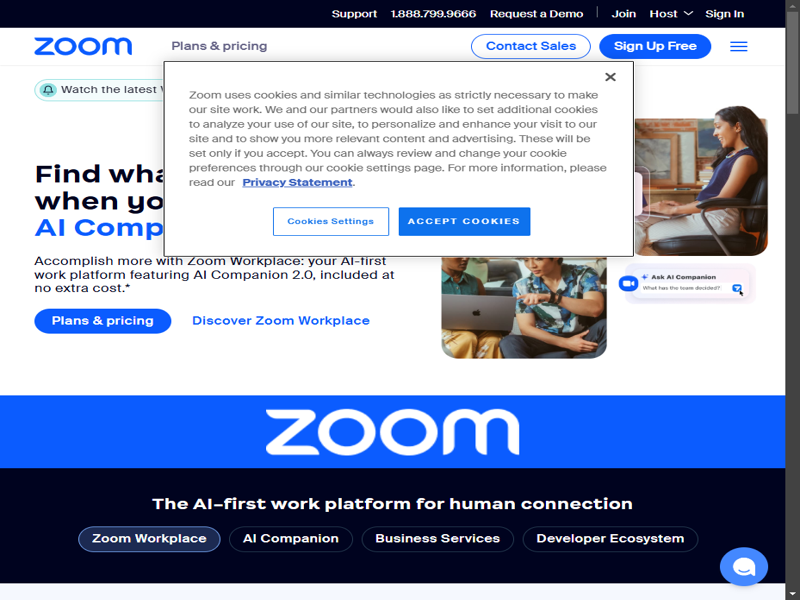 Support 1.888.799.9666 Request a Demo Join Host Sign In
zoom Plans & pricing Contact Sales Sign Up Free
Watch the latest
Zoom uses cookies and similar technologies as strictly necessary to make
our site work. We and our partners would also like to set additional cookies
to analyze your use of our site, to personalize and enhance your visit to our
site and to show you more relevant content and advertising. These will be
set only if you accept. You can always review and change your cookie
preferences through our cookie settings page. For more information, please
read our Privacy Statement.
Cookies Settings ACCEPT COOKIES
Find
when
AI
Accomplish more with Zoom Workplace: your AI-first
work platform featuring AI Companion 2.0, included at
no extra cost.*
Plans & pricing Discover Zoom Workplace
Ask AI Companion
What has the team decided?
zoom
The AI-first work platform for human connection
Zoom Workplace AI Companion Business Services Developer Ecosystem